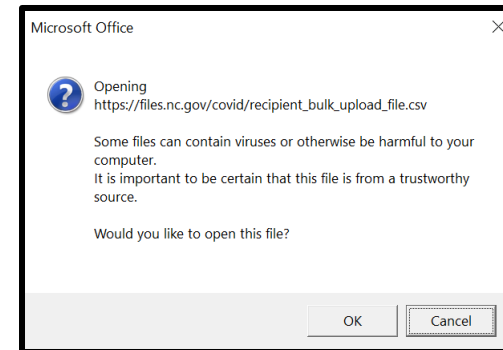 Microsoft Office
Opening
https://files.nc.gov/covid/recipient_bulk_upload_file.csv
Some files can contain viruses or otherwise be harmful to your
computer.
It is important to be certain that this file is from a trustworthy
source.
Would you like to open this file?
OK
Cancel